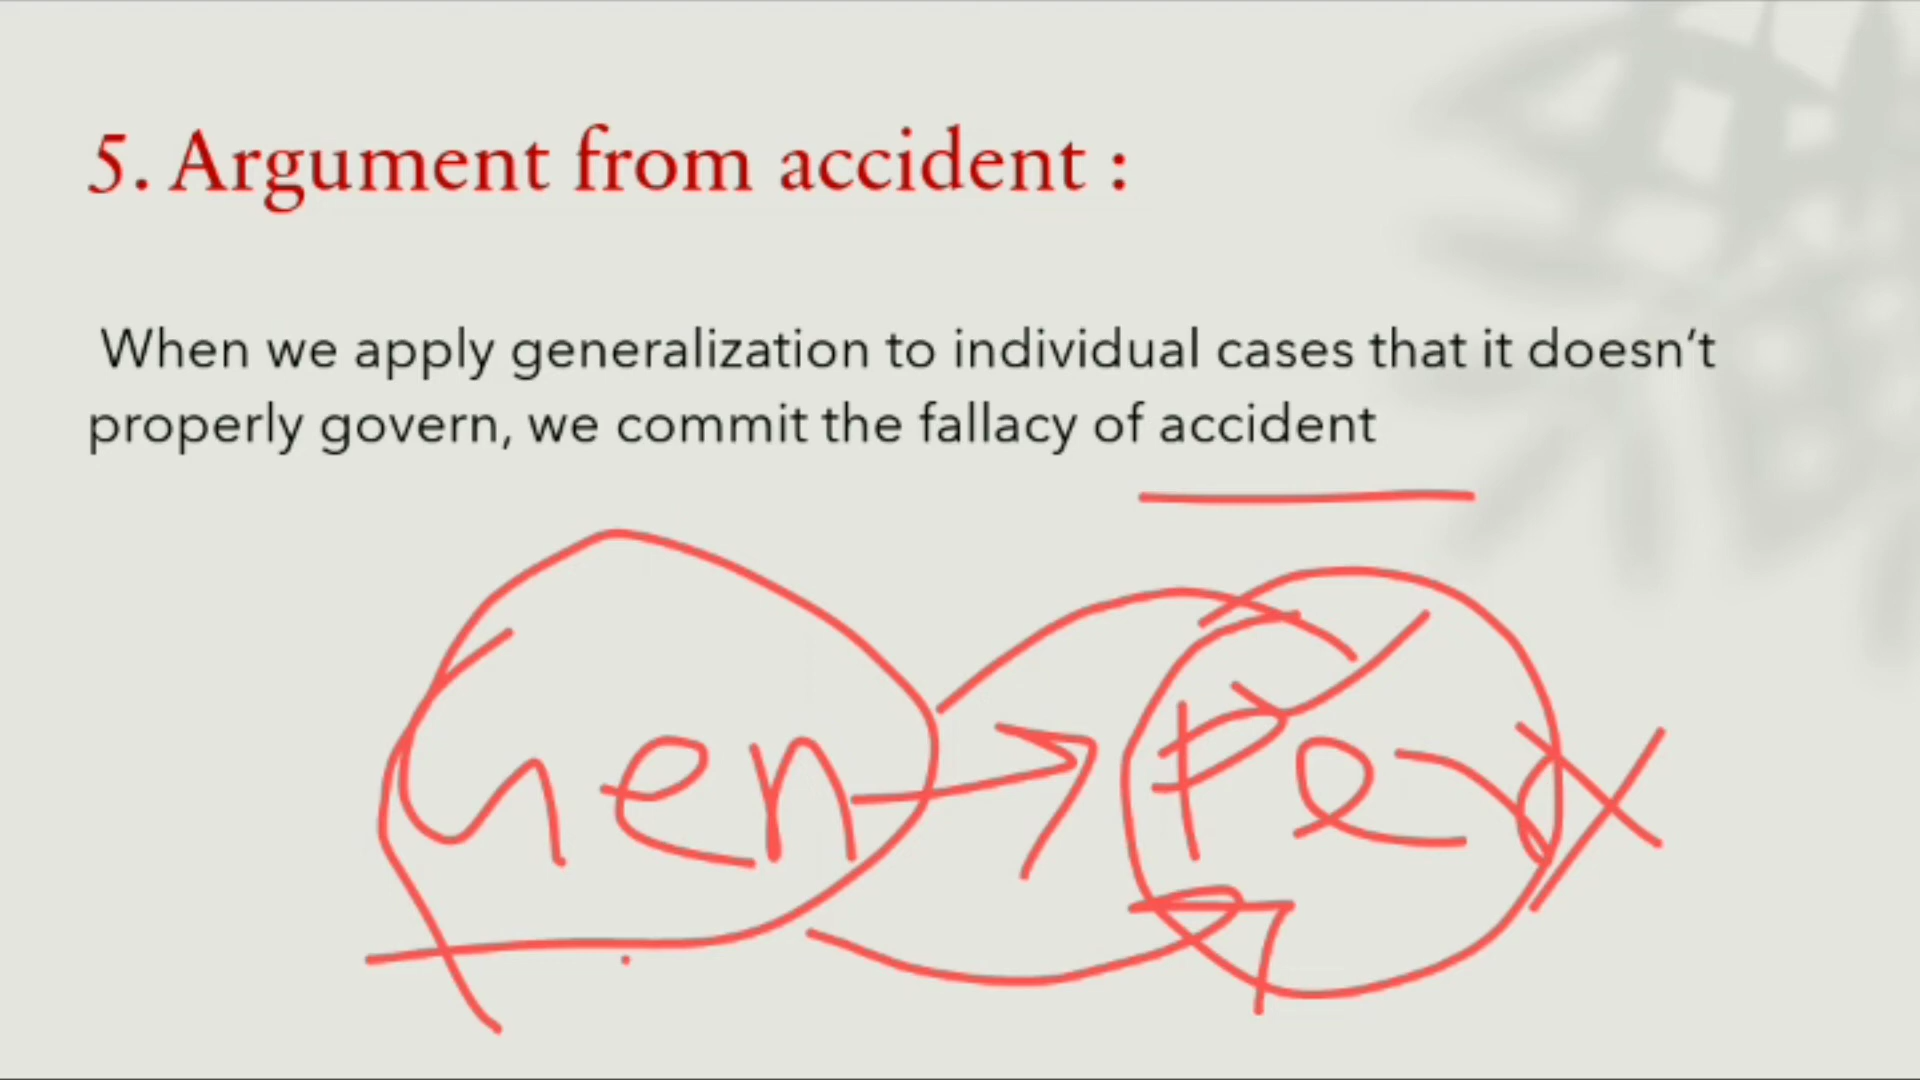 5. Argument from accident :
When we apply generalization to individual cases that it doesn't
properly govern, we commit the fallacy of accident
Gen